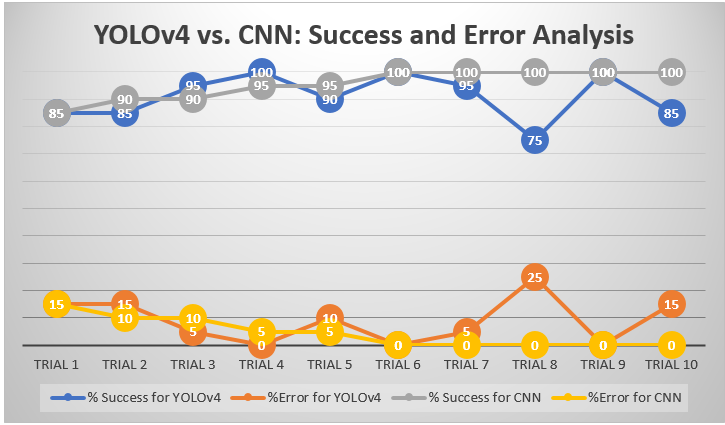 YOLOv4 vs. CNN: Success and Error Analysis
100 100 100 100 100 100
95 95 95 95
90 90 90
85 85 85
75
25
15 15 15
10 10 10
5 5 5 5
0 0 0 0 0 0
TRIAL 1 TRIAL 2 TRIAL 3 TRIAL 4 TRIAL 5 TRIAL 6 TRIAL 7 TRIAL 8 TRIAL 9 TRIAL 10
% Success for YOLOv4 %Error for YOLOv4 % Success for CNN %Error for CNN